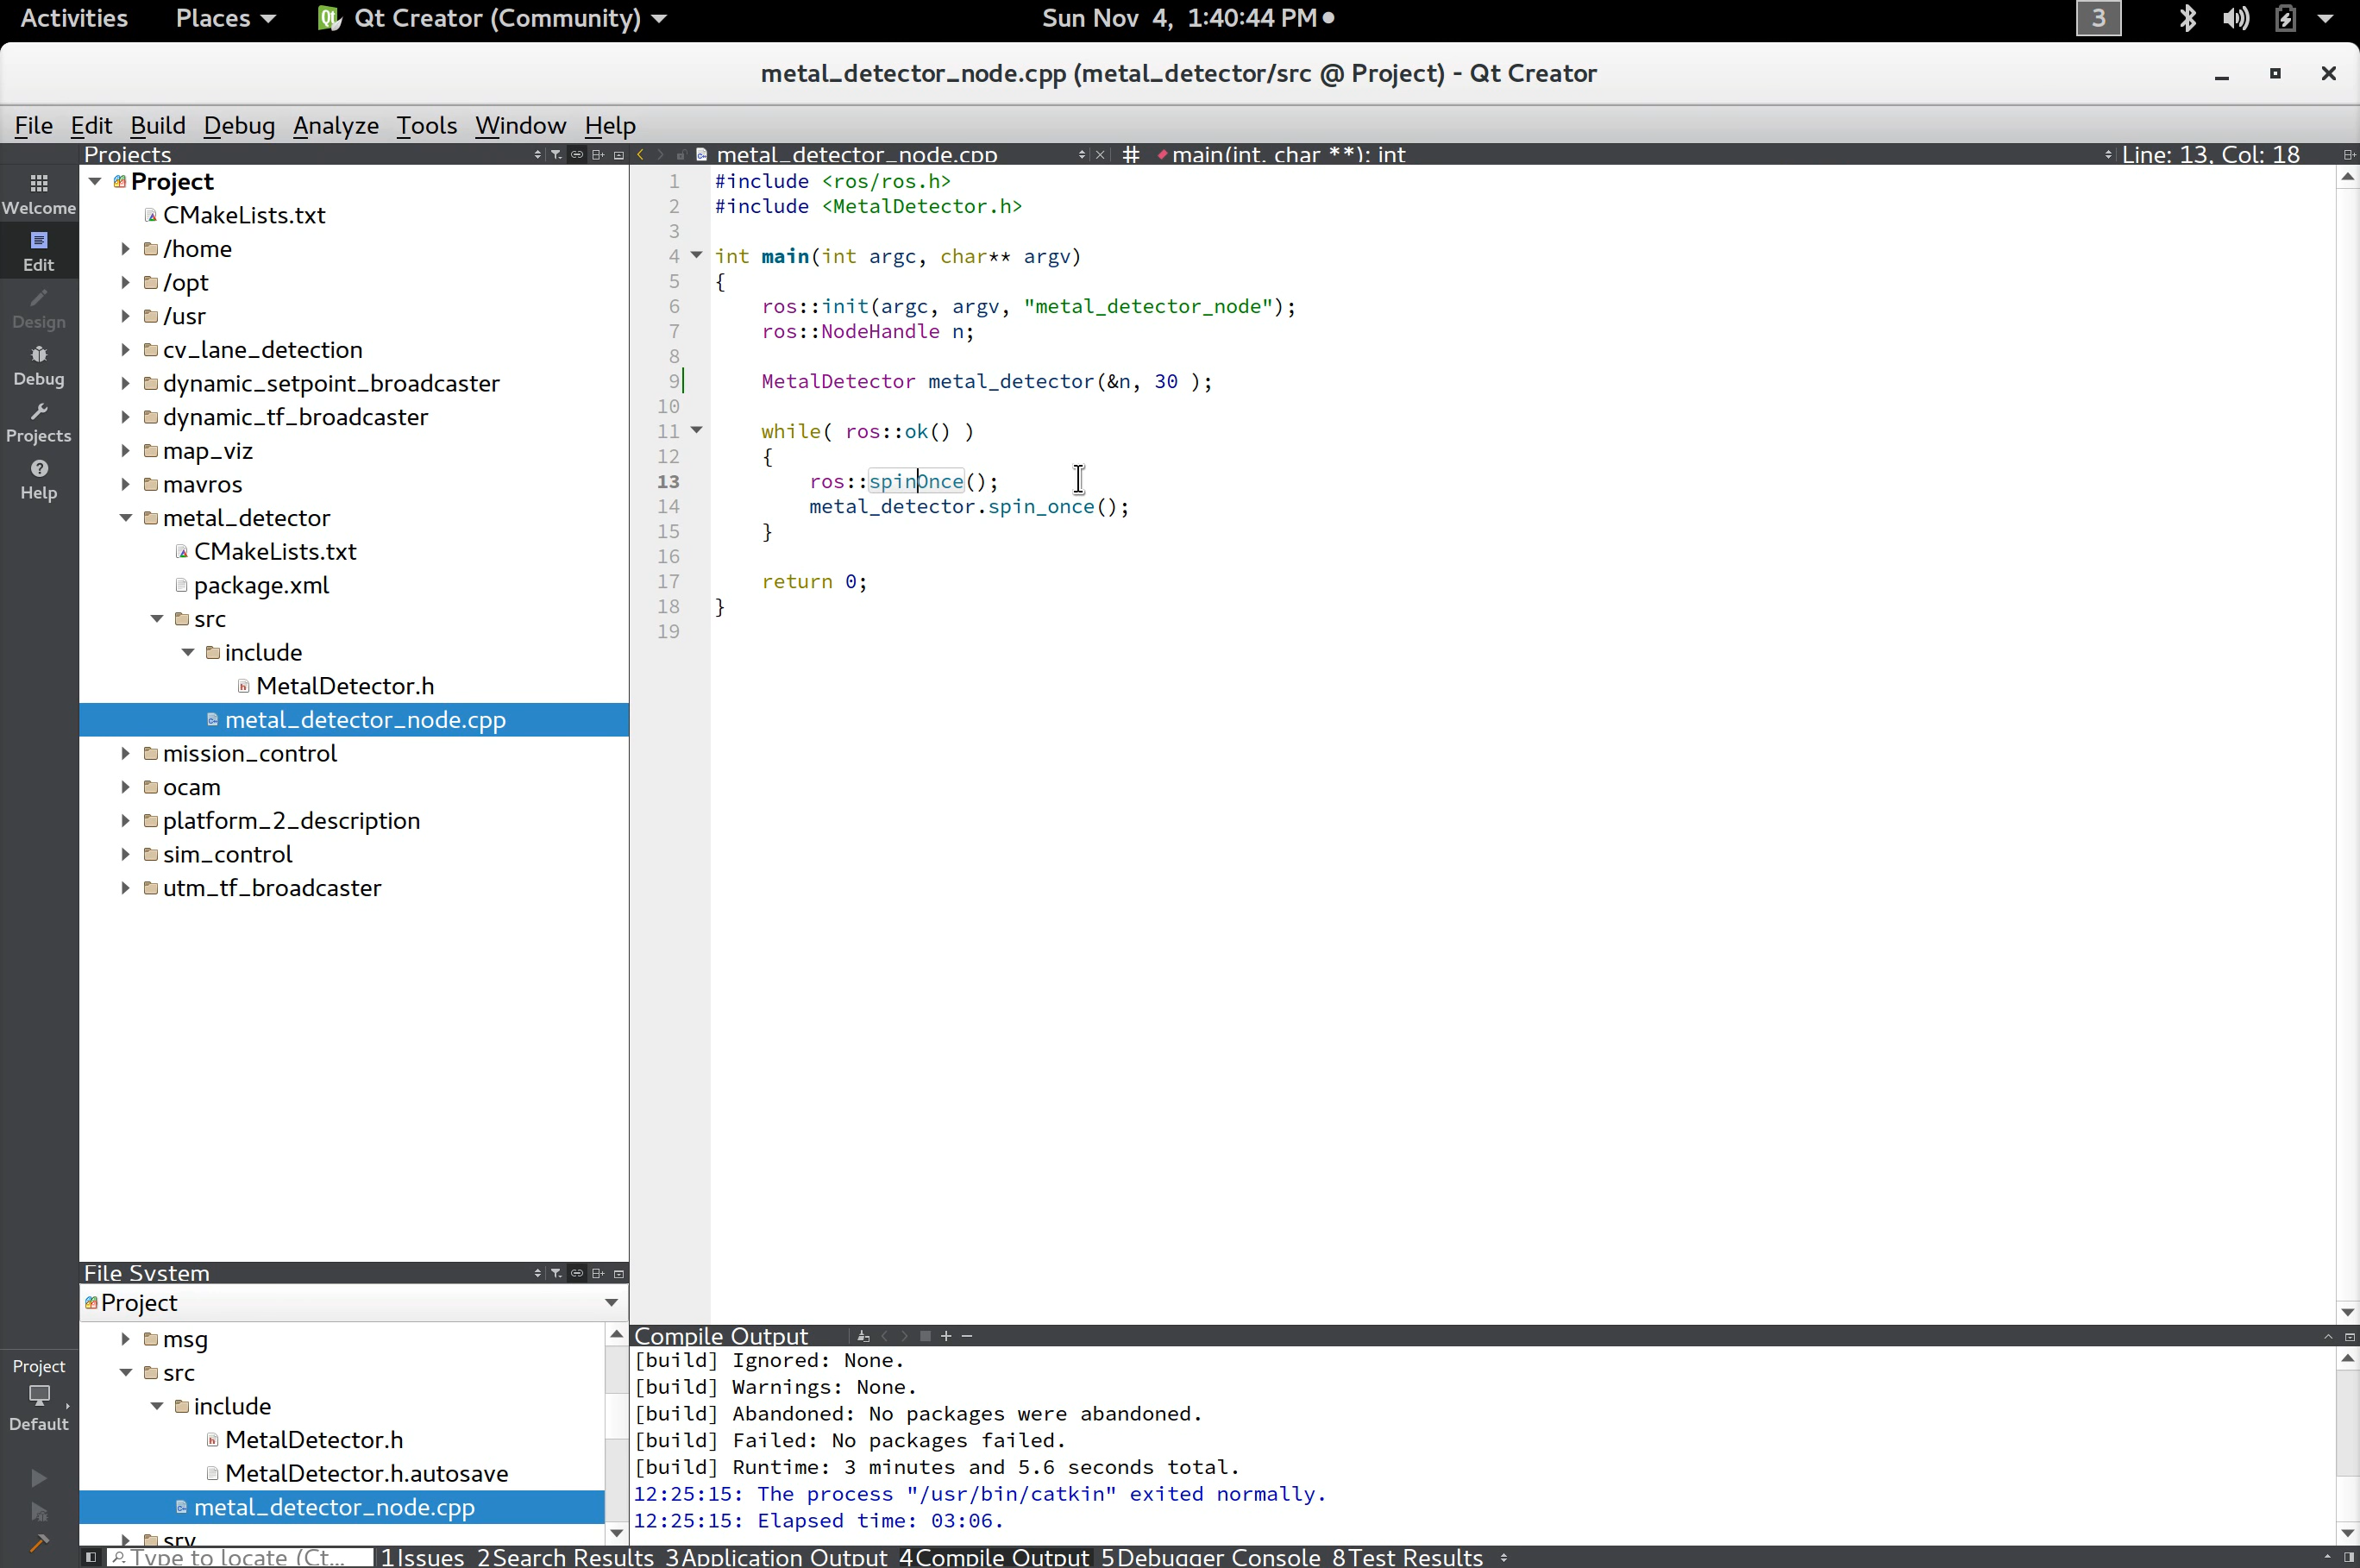 Activities Places Qt Creator (Community) Sun Nov 4, 1:40:44 PM 3
metal_detector_node.cpp (metal_detector/src @ Project) - Qt Creator
File Edit Build Debug Analyze Tools Window Help
Projects metal_detector_node.cpp # main(int, char **): int Line: 13, Col: 18
Welcome
Edit
Design
Debug
Projects
Help
Project
CMakeLists.txt
/home
/opt
/usr
cv_lane_detection
dynamic_setpoint_broadcaster
dynamic_tf_broadcaster
map_viz
mavros
metal_detector
CMakeLists.txt
package.xml
src
include
MetalDetector.h
metal_detector_node.cpp
mission_control
ocam
platform_2_description
sim_control
utm_tf_broadcaster
1 #include <ros/ros.h>
2 #include <MetalDetector.h>
3
4 int main(int argc, char** argv)
5 {
6 ros::init(argc, argv, "metal_detector_node");
7 ros::NodeHandle n;
8
9 MetalDetector metal_detector(&n, 30 );
10
11 while( ros::ok() )
12 {
13 ros::spinOnce();
14 metal_detector.spin_once();
15 }
16
17 return 0;
18 }
19
File System
Project
msg
src
include
MetalDetector.h
MetalDetector.h.autosave
metal_detector_node.cpp
srv
Project
Default
Compile Output
[build] Ignored: None.
[build] Warnings: None.
[build] Abandoned: No packages were abandoned.
[build] Failed: No packages failed.
[build] Runtime: 3 minutes and 5.6 seconds total.
12:25:15: The process "/usr/bin/catkin" exited normally.
12:25:15: Elapsed time: 03:06.
Type to locate (Ct... 1 Issues 2 Search Results 3 Application Output 4 Compile Output 5 Debugger Console 8 Test Results